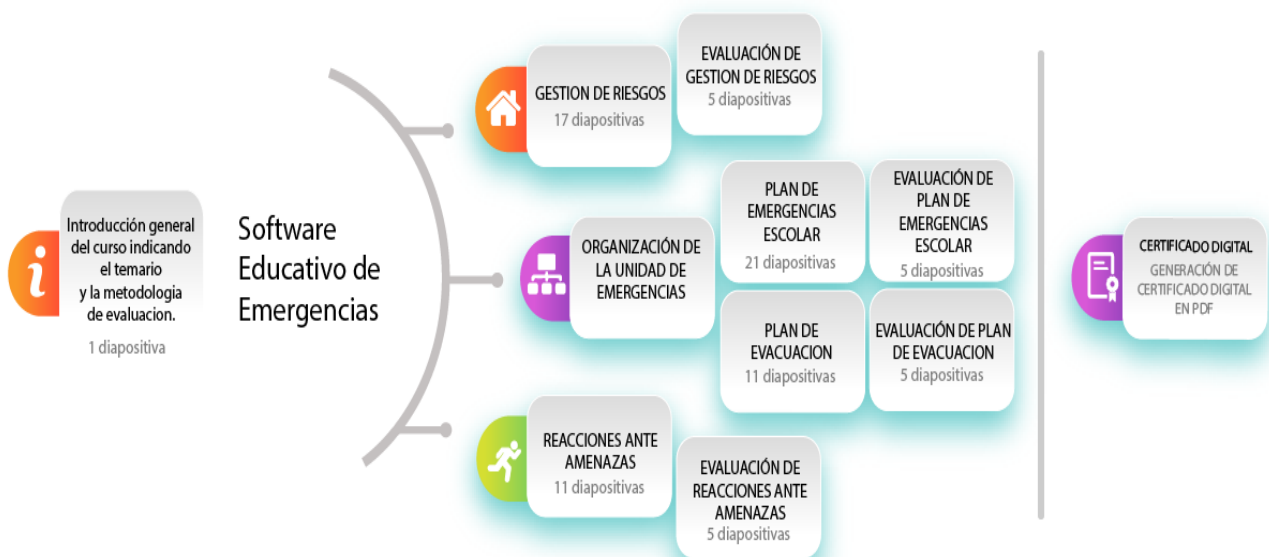 Introducción general
del curso indicando
el temario
y la metodologia
de evaluacion.
1 diapositiva
Software
Educativo de
Emergencias
GESTION DE RIESGOS
17 diapositivas
EVALUACIÓN DE
GESTION DE RIESGOS
5 diapositivas
ORGANIZACIÓN DE
LA UNIDAD DE
EMERGENCIAS
PLAN DE
EMERGENCIAS
ESCOLAR
21 diapositivas
EVALUACIÓN DE
PLAN DE
EMERGENCIAS
ESCOLAR
5 diapositivas
PLAN DE
EVACUACION
11 diapositivas
EVALUACIÓN DE PLAN
DE EVACUACION
5 diapositivas
REACCIONES ANTE
AMENAZAS
11 diapositivas
EVALUACIÓN DE
REACCIONES ANTE
AMENAZAS
5 diapositivas
CERTIFICADO DIGITAL
GENERACIÓN DE
CERTIFICADO DIGITAL
EN PDF